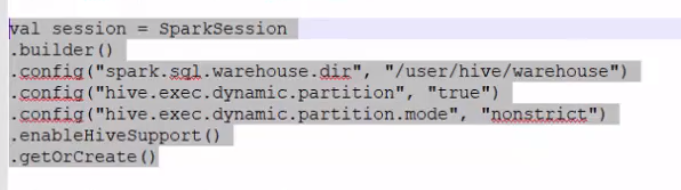 val session = SparkSession
.builder()
.config("spark.sql.warehouse.dir", "/user/hive/warehouse")
.config("hive.exec.dynamic.partition", "true")
.config("hive.exec.dynamic.partition.mode", "nonstrict")
.enableHiveSupport()
.getOrCreate()